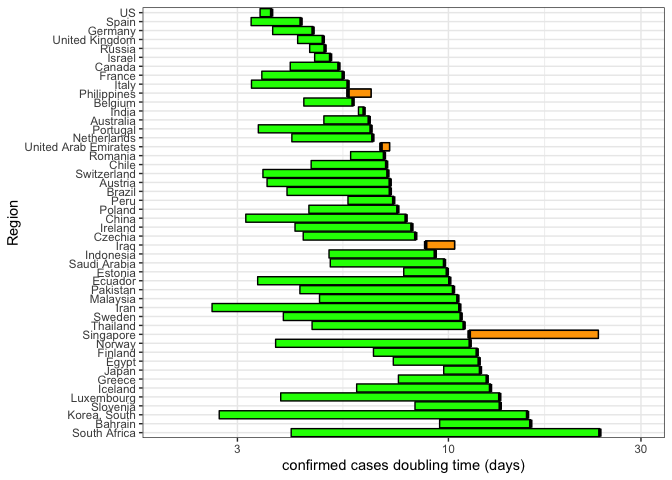 US
Spain
Germany
United Kingdom
Russia
Israel
Canada
France
Italy
Philippines
Belgium
India
Australia
Portugal
Netherlands
United Arab Emirates
Romania
Chile
Switzerland
Austria
Brazil
Peru
Poland
China
Ireland
Czechia
Iraq
Indonesia
Saudi Arabia
Estonia
Ecuador
Pakistan
Malaysia
Iran
Sweden
Thailand
Singapore
Norway
Finland
Egypt
Japan
Greece
Iceland
Luxembourg
Slovenia
Korea, South
Bahrain
South Africa
Region
3
10
30
confirmed cases doubling time (days)